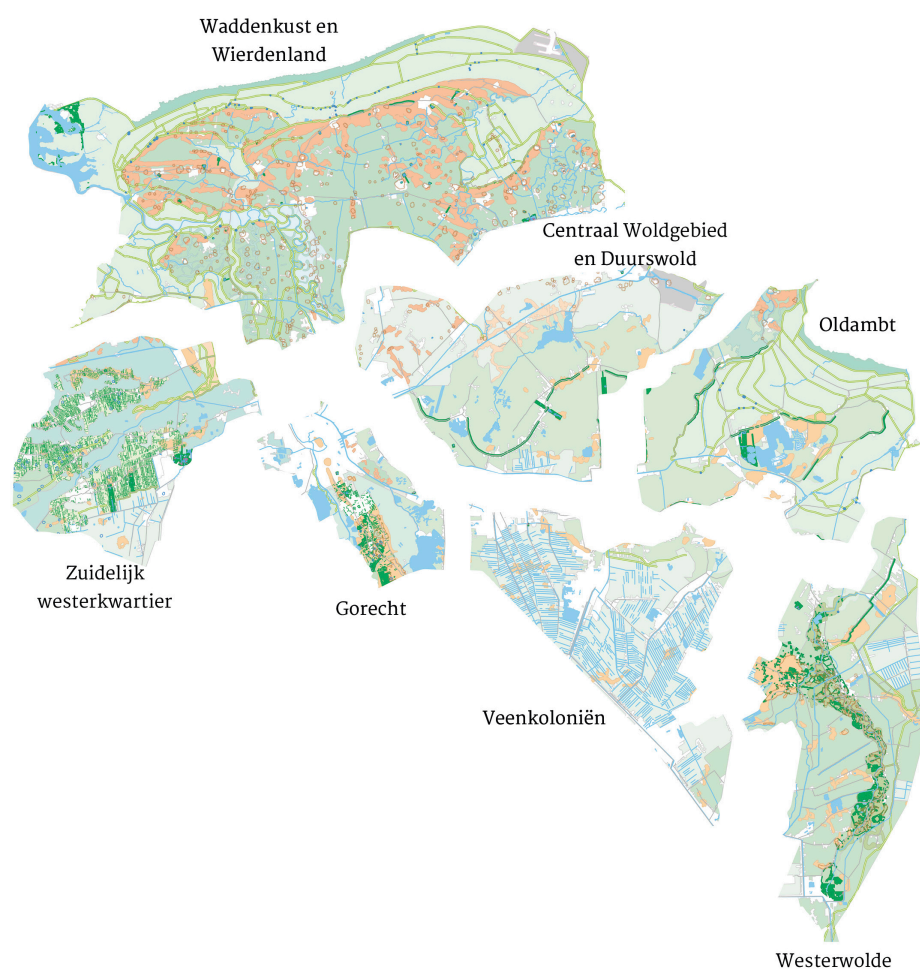 Waddenkust en
Wierdenland
Centraal Woldgebied
en Duurswold
Oldambt
Zuidelijk
westerkwartier
Gorecht
Veenkoloniën
Westerwolde